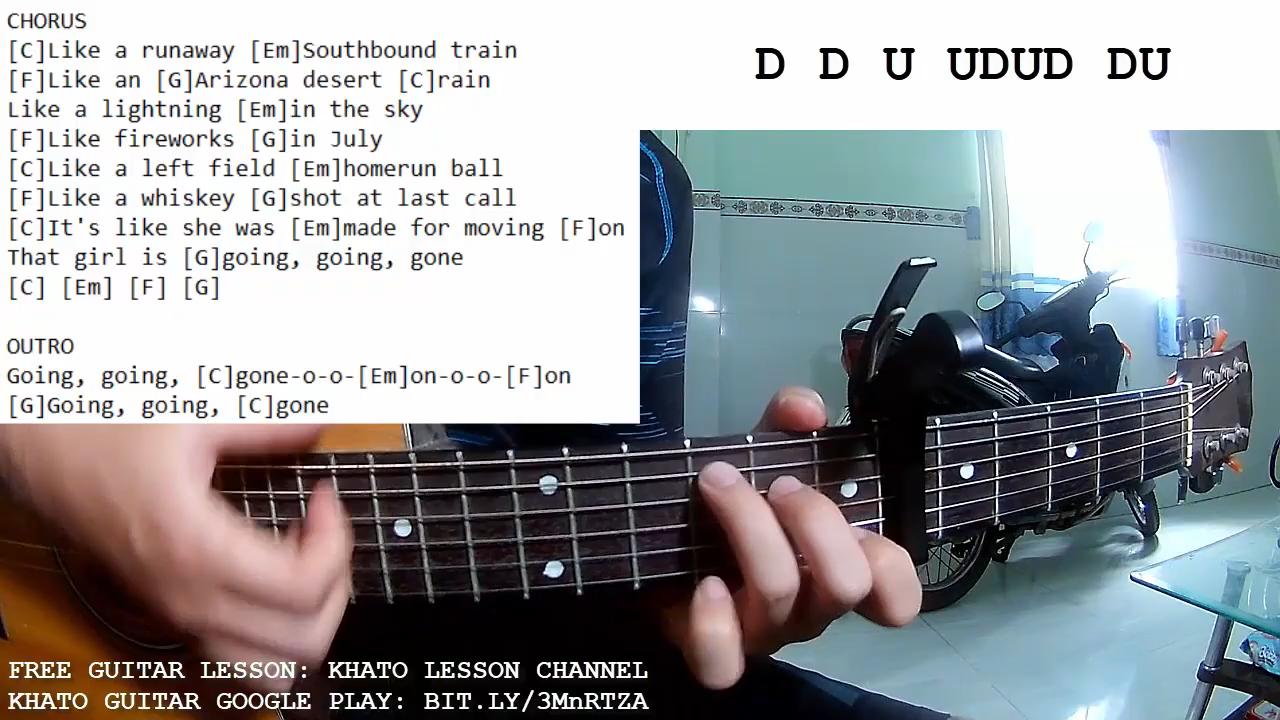 CHORUS
[C]Like a runaway [Em]Southbound train
[F]Like an [G]Arizona desert [C]rain
Like a lightning [Em]in the sky
[F]Like fireworks [G]in July
[C]Like a left field [Em]homerun ball
[F]Like a whiskey [G]shot at last call
[C]It's like she was [Em]made for moving [F]on
That girl is [G]going, going, gone
[C] [Em] [F] [G]
OUTRO
Going, going, [C]gone-o-o-[Em]on-o-o-[F]on
[G]Going, going, [C]gone
D D U UDUD DU
FREE GUITAR LESSON: KHATO LESSON CHANNEL
KHATO GUITAR GOOGLE PLAY: BIT.LY/3MnRTZA